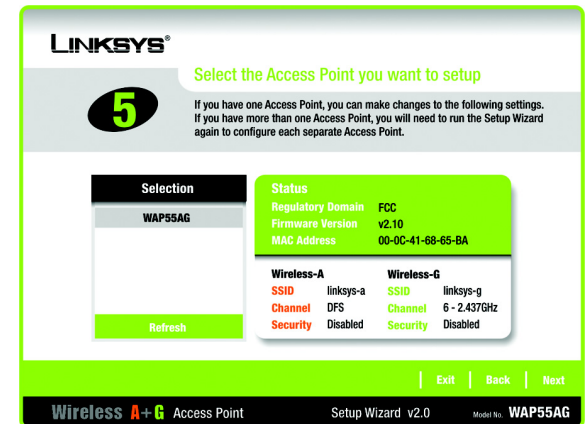 LINKSYS®
Select the Access Point you want to setup
5
If you have one Access Point, you can make changes to the following settings.
If you have more than one Access Point, you will need to run the Setup Wizard
again to configure each separate Access Point.
Selection
WAP55AG
Refresh
Status
Regulatory Domain FCC
Firmware Version v2.10
MAC Address 00-0C-41-68-65-BA
Wireless-A
SSID linksys-a
Channel DFS
Security Disabled
Wireless-G
SSID linksys-g
Channel 6 - 2.437GHz
Security Disabled
Exit Back Next
Wireless A+G Access Point Setup Wizard v2.0 Model No. WAP55AG